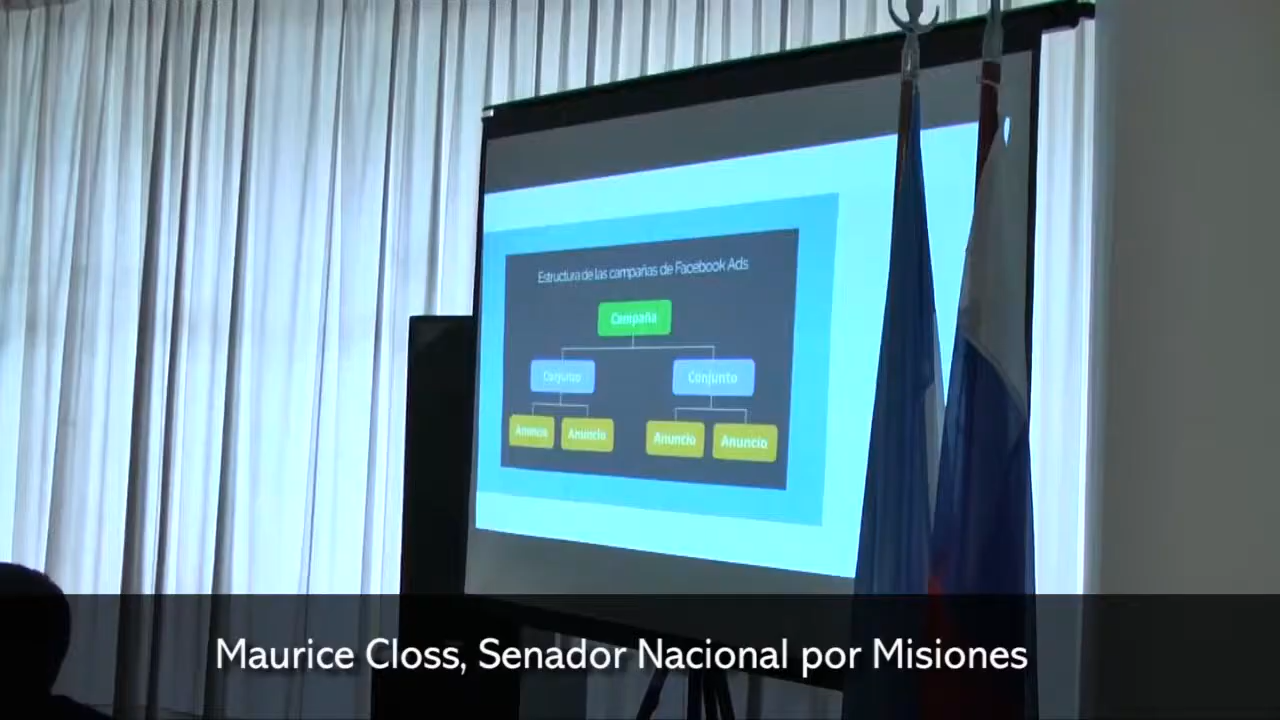 Estructura de las campañas de Facebook Ads
Campaña
Conjunto Conjunto
Anuncio Anuncio Anuncio Anuncio
Maurice Closs, Senador Nacional por Misiones